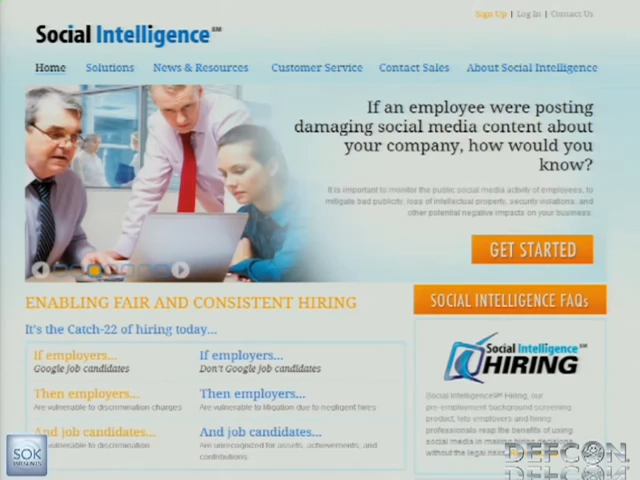 Sign Up | Log In | Contact Us
Social Intelligence SM
Home Solutions News & Resources Customer Service Contact Sales About Social Intelligence
If an employee were posting
damaging social media content about
your company, how would you
know?
It is important to monitor the public social media activity of employees, to
mitigate bad publicity, loss of intellectual property, security violations, and
other potential negative impacts on your business.
GET STARTED
ENABLING FAIR AND CONSISTENT HIRING
SOCIAL INTELLIGENCE FAQs
It's the Catch-22 of hiring today...
If employers...
Google job candidates
Then employers...
Are vulnerable to discrimination charges
And job candidates...
Are vulnerable to discrimination
If employers...
Don't Google job candidates
Then employers...
Are vulnerable to litigation due to negligent hires
And job candidates...
Are unrecognized for assets, achievements, and
contributions
Social Intelligence SM
HIRING
Social Intelligence℠ Hiring, our
pre-employment background screening
product, lets employers and hiring
professionals reap the benefits of using
social media in making hiring decisions
without the legal risks
SOK
DEFCON